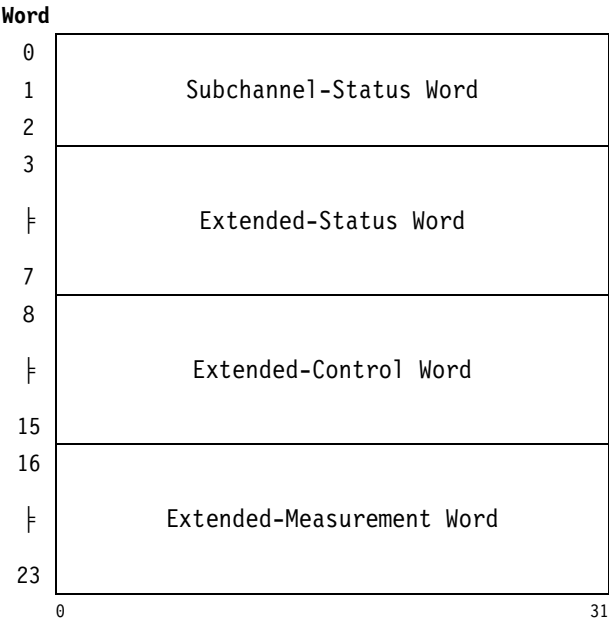 Word
0
1 Subchannel-Status Word
2
3
╞ Extended-Status Word
7
8
╞ Extended-Control Word
15
16
╞ Extended-Measurement Word
23
0 31